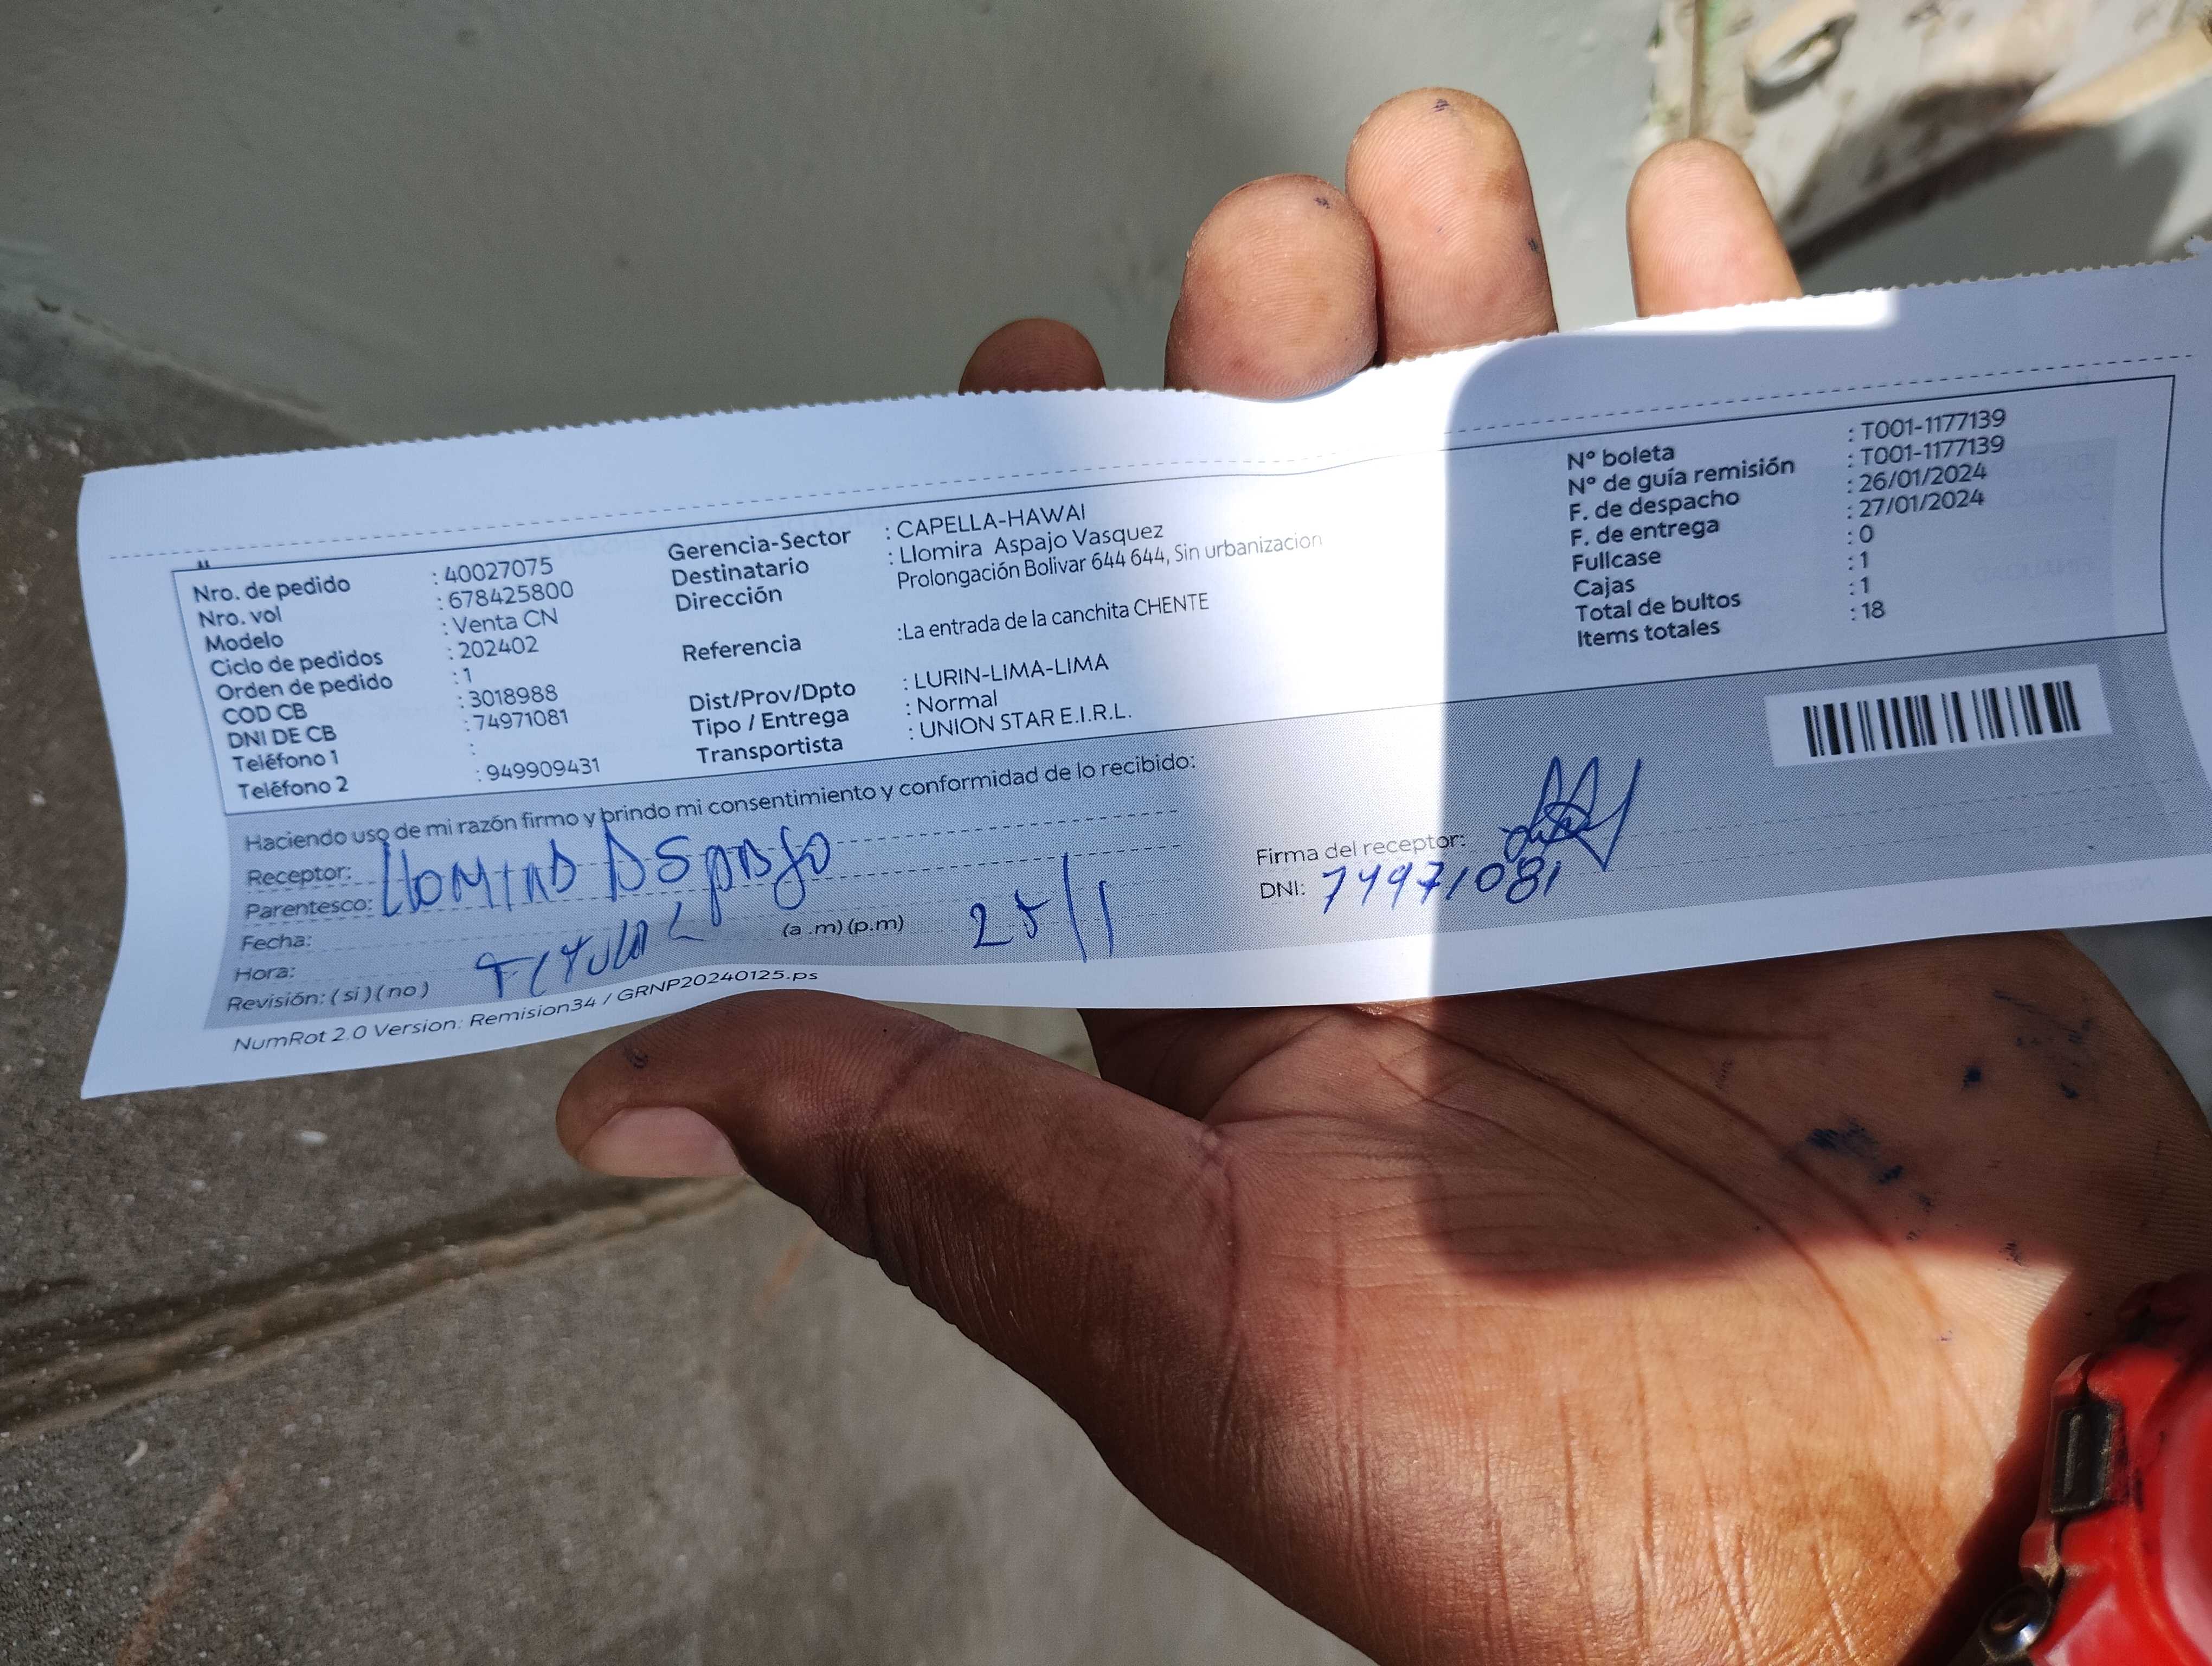 Nro. de pedido : 40027075
Nro. vol : 678425800
Modelo : Venta CN
Ciclo de pedidos : 202402
Orden de pedido : 1
COD CB : 3018988
DNI DE CB : 74971081
Teléfono 1 :
Teléfono 2 : 949909431
Gerencia-Sector : CAPELLA-HAWAI
Destinatario : Llomira Aspajo Vasquez
Dirección Prolongación Bolivar 644 644, Sin urbanizacion
Referencia :La entrada de la canchita CHENTE
Dist/Prov/Dpto : LURIN-LIMA-LIMA
Tipo / Entrega : Normal
Transportista : UNION STAR E.I.R.L.
Nº boleta : T001-1177139
Nº de guía remisión : T001-1177139
F. de despacho : 26/01/2024
F. de entrega : 27/01/2024
Fullcase : 0
Cajas : 1
Total de bultos : 1
Items totales : 18
Haciendo uso de mi razón firmo y brindo mi consentimiento y conformidad de lo recibido:
Receptor: Llomira Aspajo
Parentesco:
Fecha: Titular
Hora: (a .m) (p.m)
Revisión: ( si ) ( no )
Firma del receptor:
DNI: 74971081
NumRot 2.0 Version: Remision34 / GRNP20240125.ps